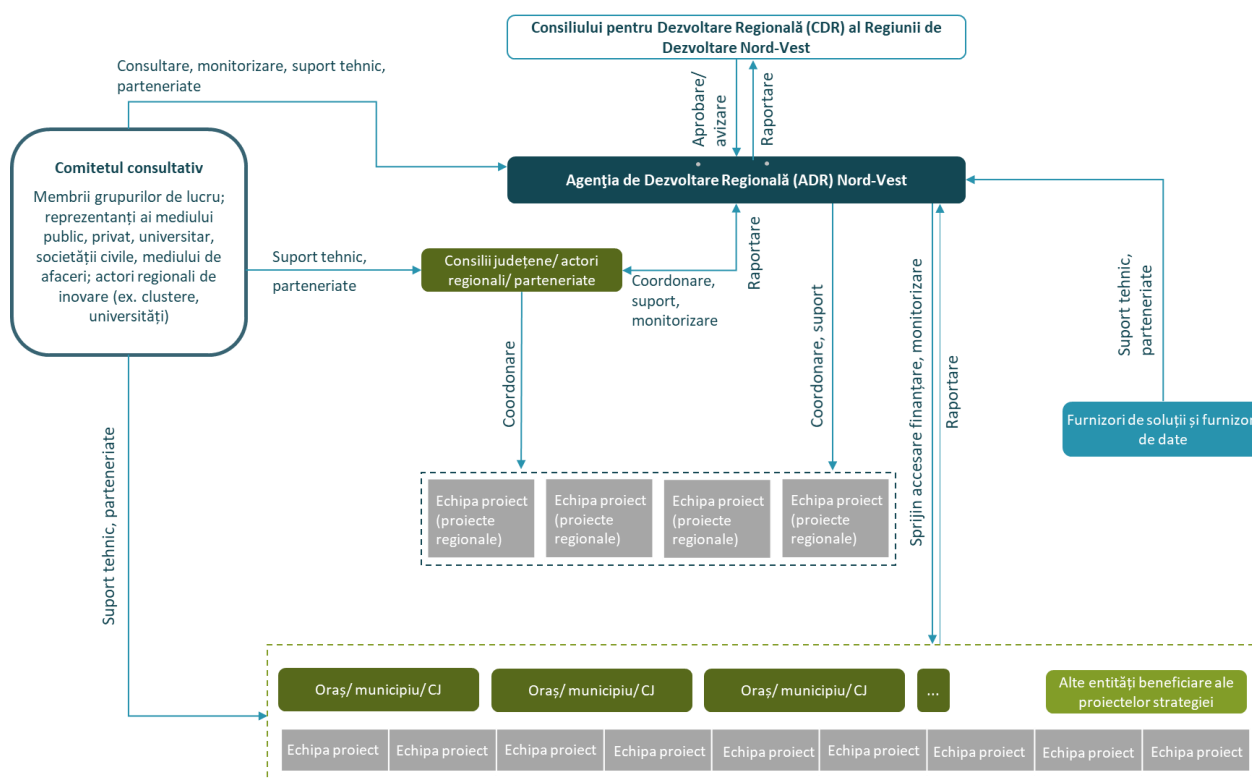 Consiliului pentru Dezvoltare Regională (CDR) al Regiunii de
Dezvoltare Nord-Vest
Consultare, monitorizare, suport tehnic,
parteneriate
Aprobare/
avizare
Raportare
Comitetul consultativ
Membrii grupurilor de lucru;
reprezentanți ai mediului
public, privat, universitar,
societății civile, mediului de
afaceri; actori regionali de
inovare (ex. clustere,
universități)
Agenţia de Dezvoltare Regională (ADR) Nord-Vest
Suport tehnic,
parteneriate
Consilii județene/ actori
regionali/ parteneriate
Coordonare,
suport,
monitorizare
Raportare
Coordonare
Coordonare, suport
Sprijin accesare finanțare, monitorizare
Raportare
Suport tehnic,
parteneriate
Furnizori de soluții și furnizor
de date
Suport tehnic, parteneriate
Echipa proiect
(proiecte
regionale)
Echipa proiect
(proiecte
regionale)
Echipa proiect
(proiecte
regionale)
Echipa proiect
(proiecte
regionale)
Oraș/ municipiu/ CJ
Oraș/ municipiu/ CJ
Oraș/ municipiu/ CJ
...
Alte entități beneficiare ale
proiectelor strategiei
Echipa proiect
Echipa proiect
Echipa proiect
Echipa proiect
Echipa proiect
Echipa proiect
Echipa proiect
Echipa proiect
Echipa proiect